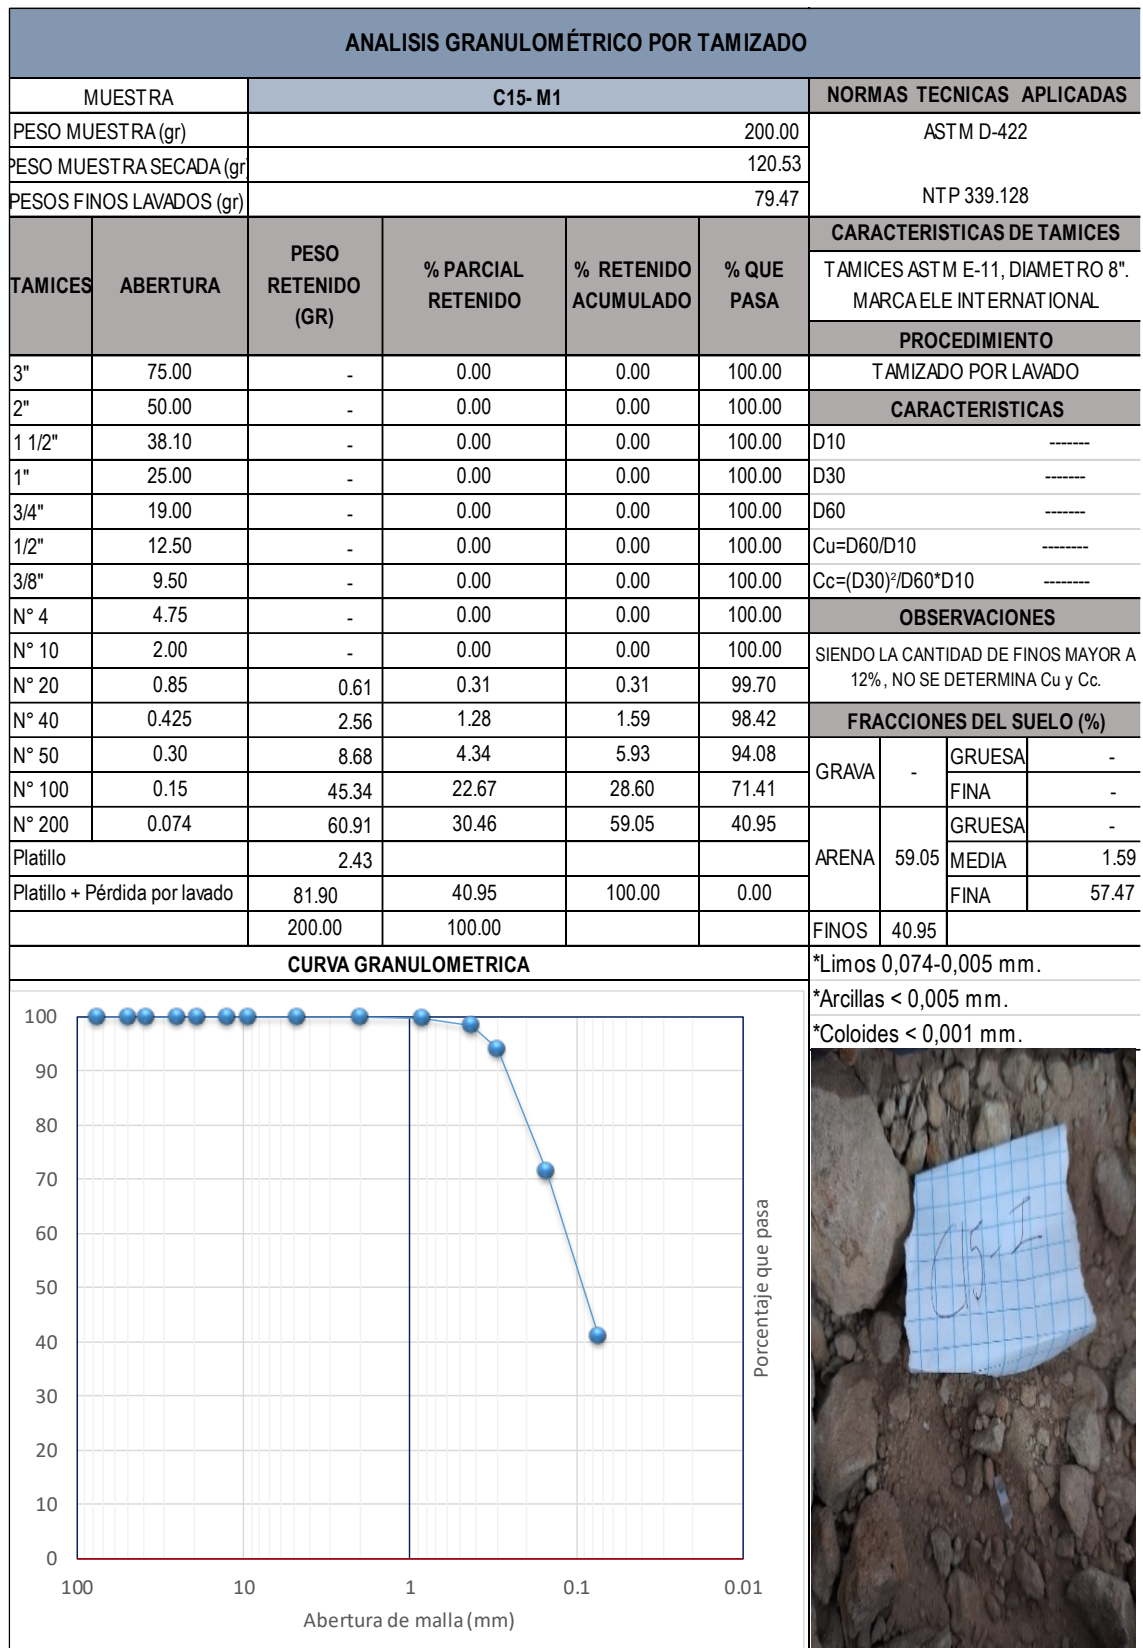 ANALISIS GRANULOMÉTRICO POR TAMIZADO
MUESTRA C15- M1 NORMAS TECNICAS APLICADAS
PESO MUESTRA (gr) 200.00 ASTM D-422
PESO MUESTRA SECADA (gr) 120.53
PESOS FINOS LAVADOS (gr) 79.47 NTP 339.128
TAMICES ABERTURA PESO RETENIDO (GR) % PARCIAL RETENIDO % RETENIDO ACUMULADO % QUE PASA
CARACTERISTICAS DE TAMICES
TAMICES ASTM E-11, DIAMETRO 8".
MARCA ELE INTERNATIONAL
PROCEDIMIENTO
3" 75.00 - 0.00 0.00 100.00 TAMIZADO POR LAVADO
2" 50.00 - 0.00 0.00 100.00 CARACTERISTICAS
1 1/2" 38.10 - 0.00 0.00 100.00 D10 -------
1" 25.00 - 0.00 0.00 100.00 D30 -------
3/4" 19.00 - 0.00 0.00 100.00 D60 -------
1/2" 12.50 - 0.00 0.00 100.00 Cu=D60/D10 --------
3/8" 9.50 - 0.00 0.00 100.00 Cc=(D30)²/D60*D10 --------
N° 4 4.75 - 0.00 0.00 100.00 OBSERVACIONES
N° 10 2.00 - 0.00 0.00 100.00 SIENDO LA CANTIDAD DE FINOS MAYOR A
N° 20 0.85 0.61 0.31 0.31 99.70 12%, NO SE DETERMINA Cu y Cc.
N° 40 0.425 2.56 1.28 1.59 98.42 FRACCIONES DEL SUELO (%)
N° 50 0.30 8.68 4.34 5.93 94.08 GRAVA - GRUESA -
N° 100 0.15 45.34 22.67 28.60 71.41 FINA -
N° 200 0.074 60.91 30.46 59.05 40.95 GRUESA -
Platillo 2.43 ARENA 59.05 MEDIA 1.59
Platillo + Pérdida por lavado 81.90 40.95 100.00 0.00 FINA 57.47
200.00 100.00 FINOS 40.95
CURVA GRANULOMETRICA *Limos 0,074-0,005 mm.
*Arcillas < 0,005 mm.
*Coloides < 0,001 mm.
100
90
80
70
60
50
40
30
20
10
0
100 10 1 0.1 0.01
Abertura de malla (mm)
Porcentaje que pasa
C15-I